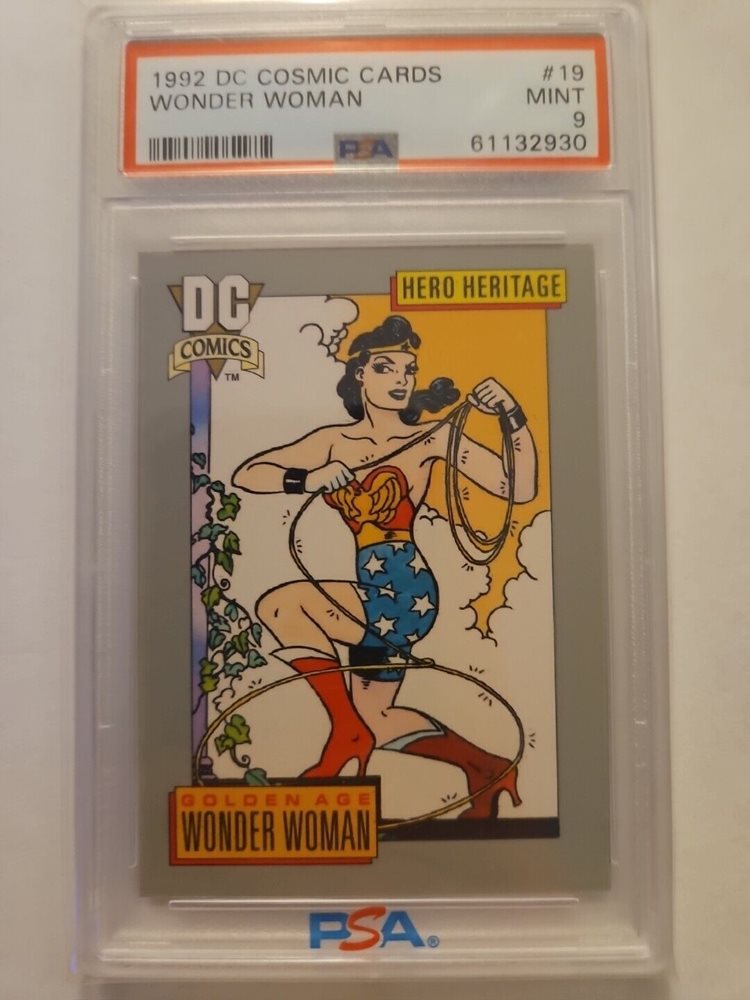 1992 DC COSMIC CARDS #19
WONDER WOMAN MINT
9
PSA 61132930
DC
COMICS
TM
HERO HERITAGE
GOLDEN AGE
WONDER WOMAN
PSA®